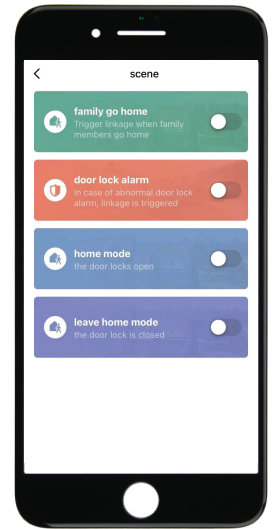 scene
family go home
Trigger linkage when family
members go home
door lock alarm
in case of abnormal door lock
alarm, linkage is triggered
home mode
the door locks open
leave home mode
the door lock is closed